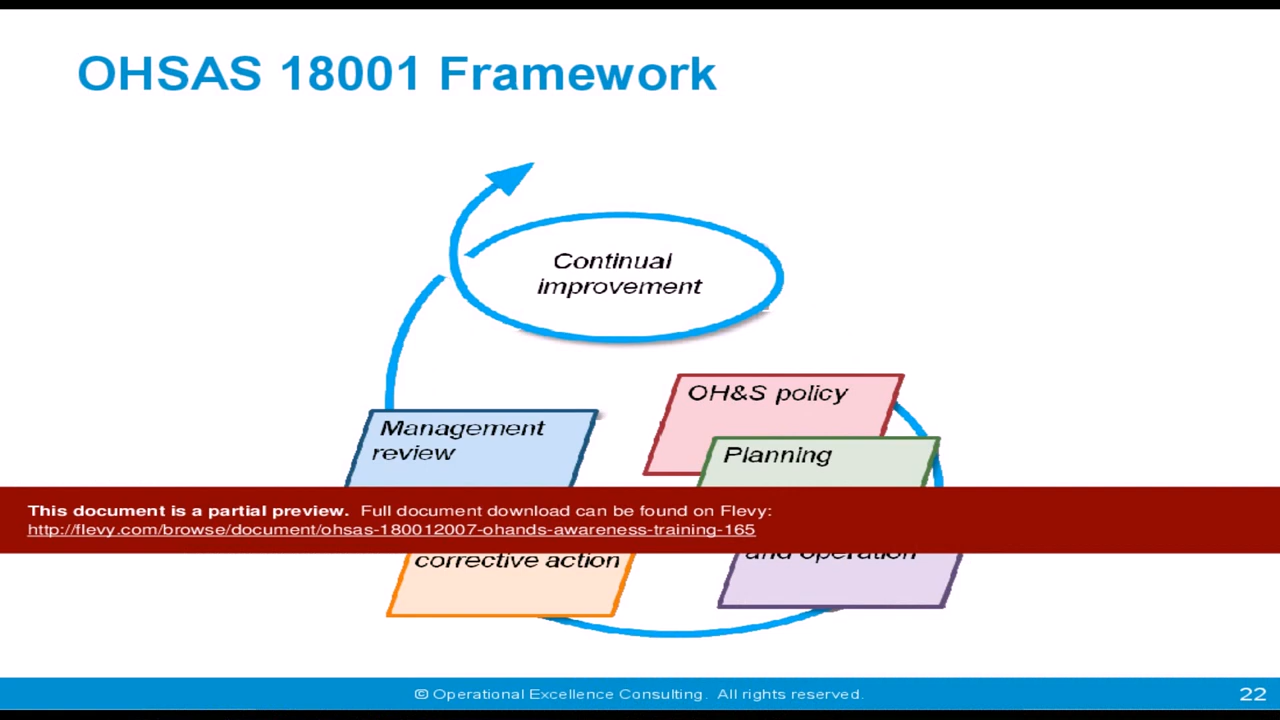 OHSAS 18001 Framework
Continual
improvement
OH&S policy
Management
review
Planning
This document is a partial preview. Full document download can be found on Flevy:
http://flevy.com/browse/document/ohsas-180012007-ohands-awareness-training-165
corrective action
and operation
© Operational Excellence Consulting. All rights reserved.
22